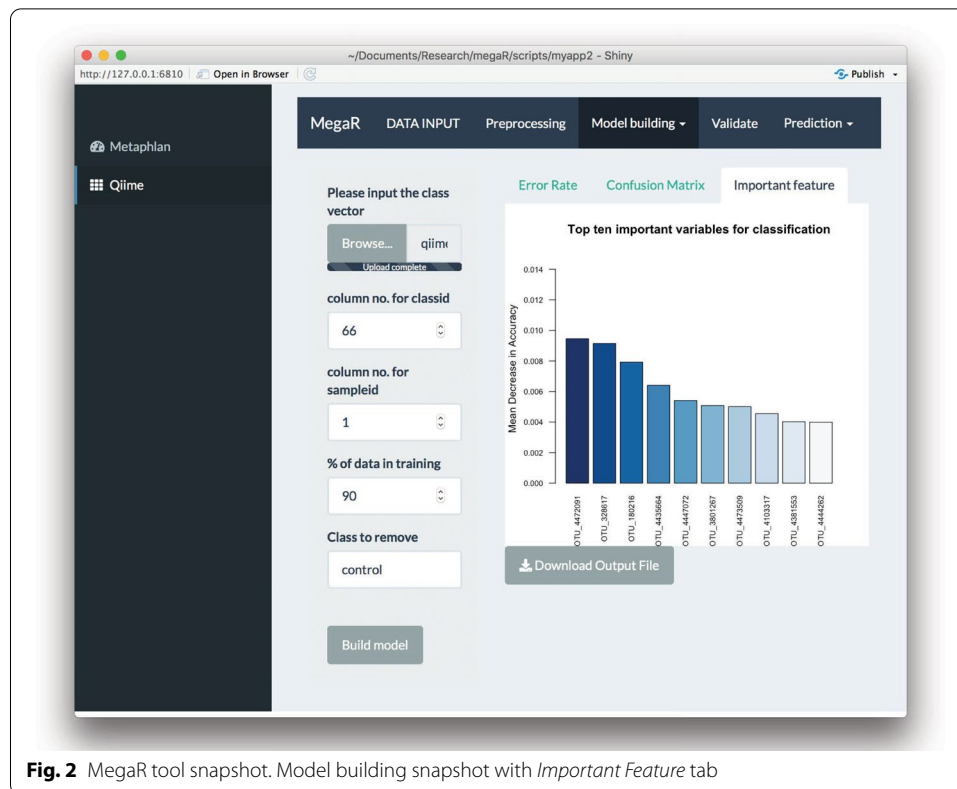 ~/Documents/Research/megaR/scripts/myapp2 - Shiny
http://127.0.0.1:6810 Open in Browser Publish
Metaphlan
Qiime
MegaR DATA INPUT Preprocessing Model building Validate Prediction
Please input the class
vector
Browse... qiime
Upload complete
column no. for classid
66
column no. for
sampleid
1
% of data in training
90
Class to remove
control
Build model
Error Rate Confusion Matrix Important feature
Top ten important variables for classification
Mean Decrease in Accuracy
0.014
0.012
0.010
0.008
0.006
0.004
0.002
0.000
OTU_4472091
OTU_328617
OTU_180216
OTU_4435664
OTU_4447072
OTU_3801267
OTU_4473509
OTU_4103317
OTU_4381553
OTU_4444262
Download Output File
Fig. 2 MegaR tool snapshot. Model building snapshot with Important Feature tab